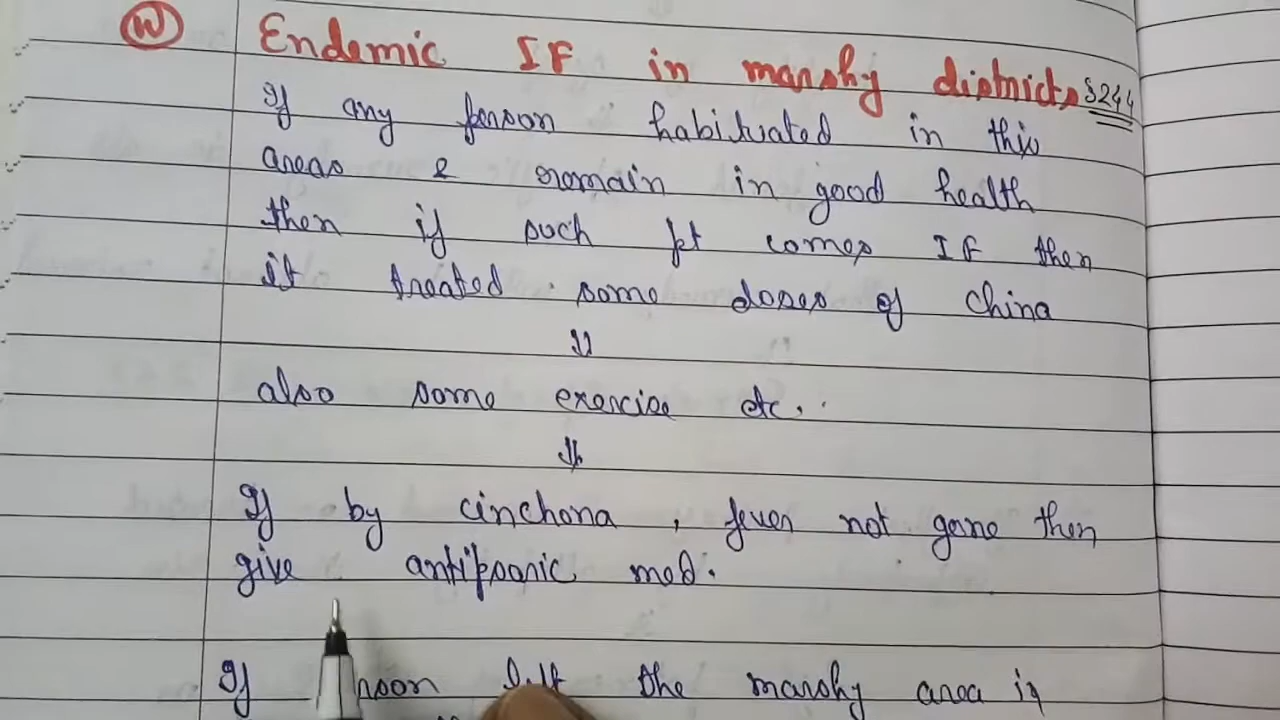 (W) Endemic IF in marshy districts §244
If any person habituated in this
areas & remain in good health
then if such pt comes IF then
it treated some doses of China
also some exercise etc.
If by cinchona, fever not gone then
give antipsoric med.
If left the marshy area is